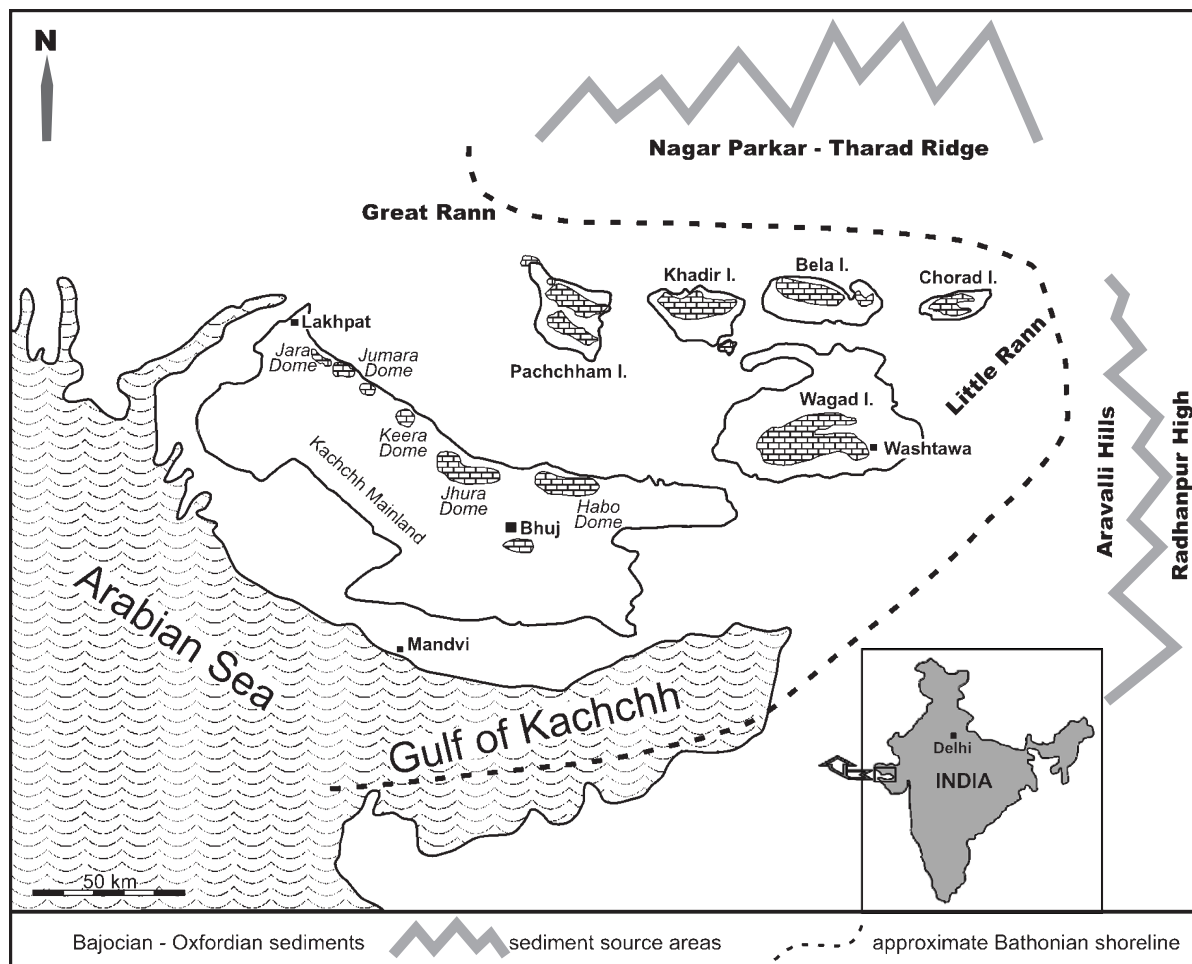 N
Nagar Parkar - Tharad Ridge
Great Rann
Khadir I.
Bela I.
Chorad I.
Lakhpat
Jara
Dome
Jumara
Dome
Pachchham I.
Little Rann
Wagad I.
Washtawa
Keera
Dome
Kachchh Mainland
Jhura
Dome
Habo
Dome
Bhuj
Aravalli Hills
Radhanpur High
Arabian Sea
Mandvi
Gulf of Kachchh
Delhi
INDIA
50 km
Bajocian - Oxfordian sediments
sediment source areas
approximate Bathonian shoreline